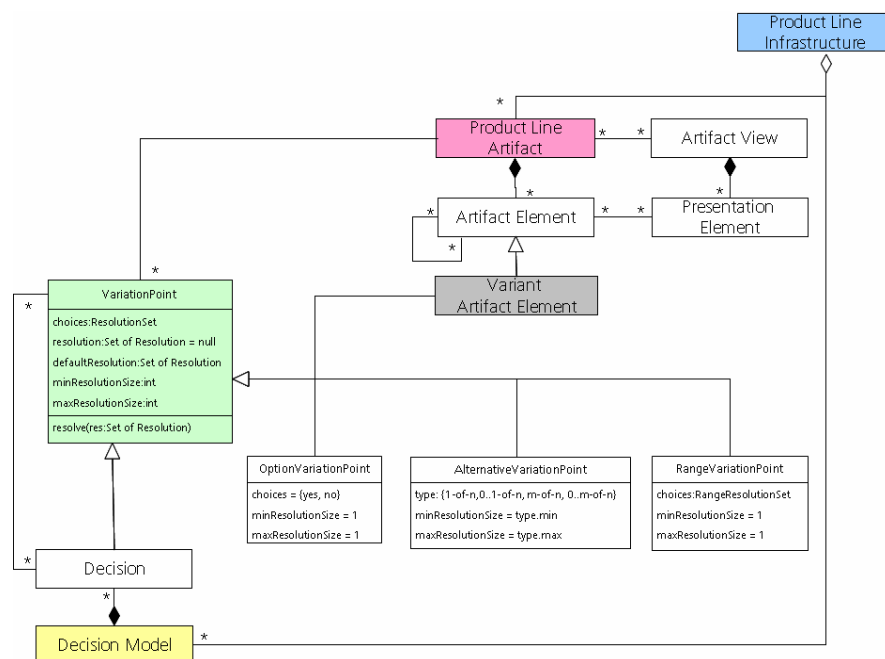 Product Line
Infrastructure
*
Product Line
Artifact
*
*
Artifact View
*
*
Artifact Element
*
*
*
*
Presentation
Element
*
Variant
Artifact Element
*
*
VariationPoint
choices:ResolutionSet
resolution:Set of Resolution = null
defaultResolution:Set of Resolution
minResolutionSize:int
maxResolutionSize:int
resolve(res:Set of Resolution)
OptionVariationPoint
choices = {yes, no}
minResolutionSize = 1
maxResolutionSize = 1
AlternativeVariationPoint
type: {1-of-n,0..1-of-n, m-of-n, 0..m-of-n}
minResolutionSize = type.min
maxResolutionSize = type.max
RangeVariationPoint
choices:RangeResolutionSet
minResolutionSize = 1
maxResolutionSize = 1
*
Decision
*
Decision Model
*